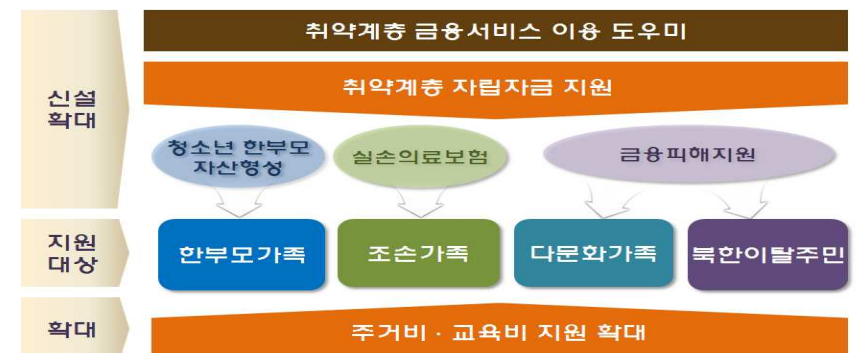 취약계층 금융서비스 이용 도우미
신설
확대
취약계층 자립자금 지원
청소년 한부모
자산형성
실손의료보험
금융피해지원
지원
대상
한부모가족
조손가족
다문화가족
북한이탈주민
확대
주거비 · 교육비 지원 확대